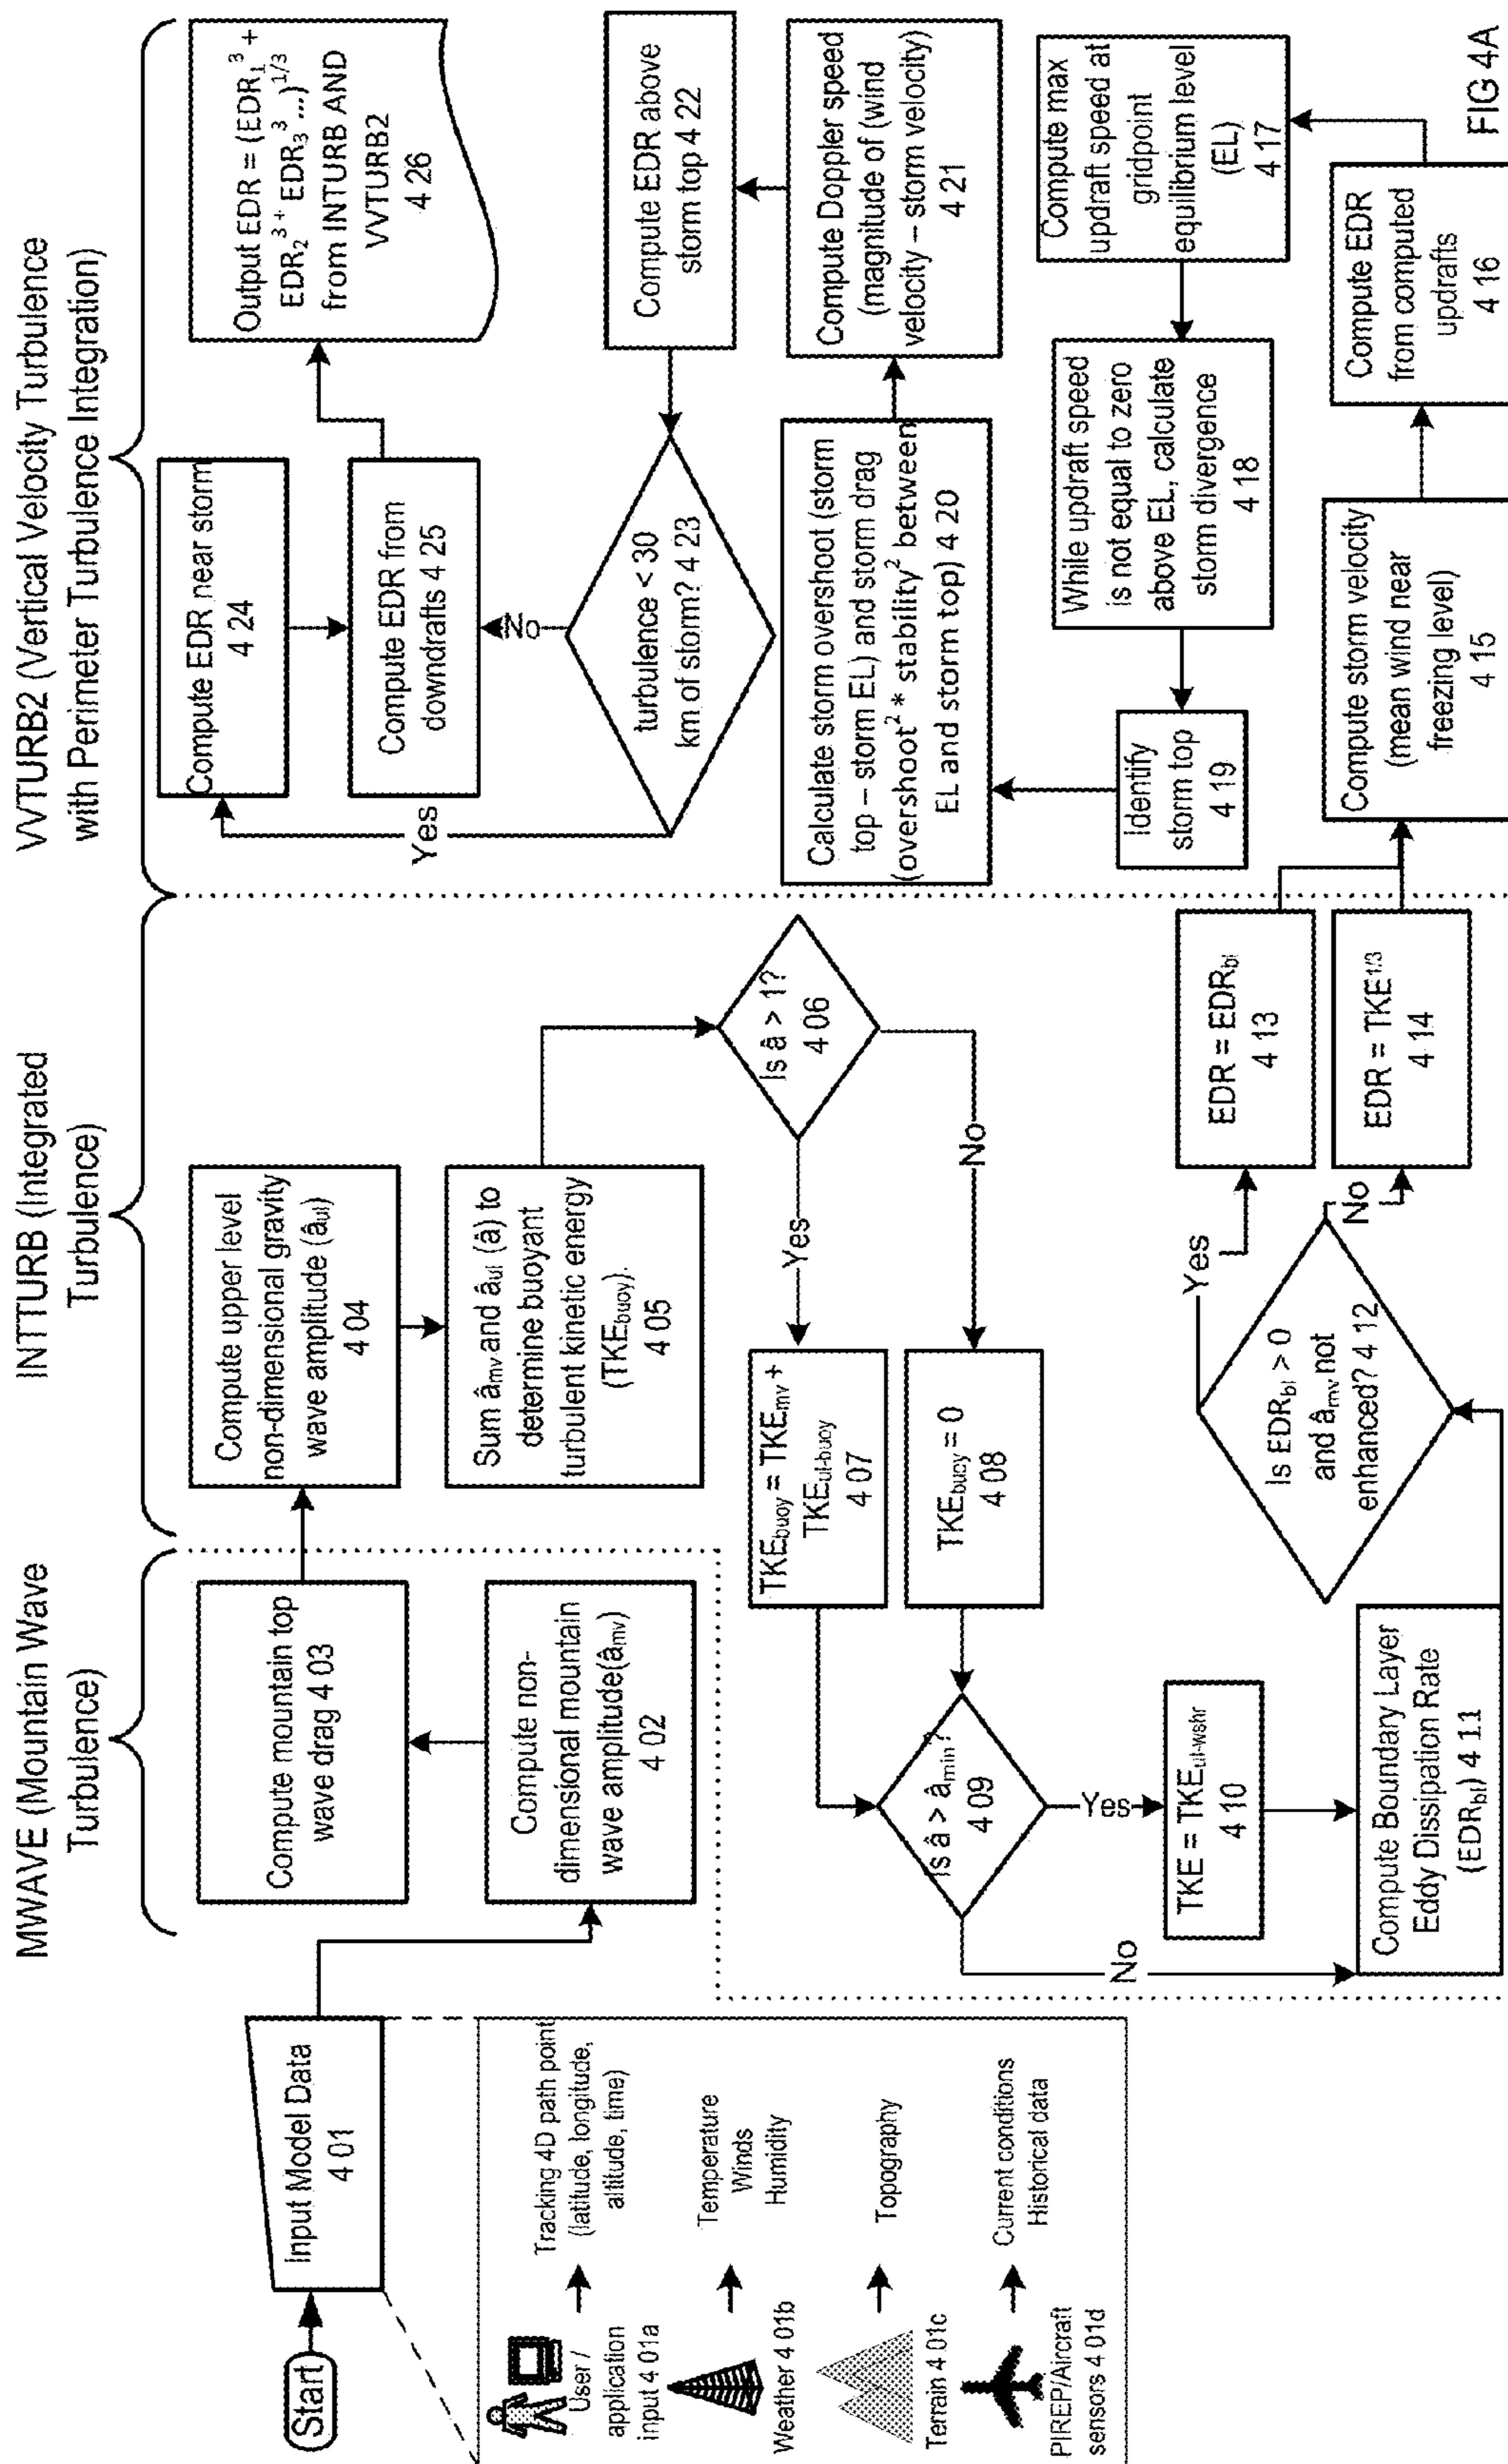 MWAVE (Mountain Wave
Turbulence)
INTTURB (Integrated
Turbulence)
VVTURB2 (Vertical Velocity Turbulence
with Perimeter Turbulence Integration)
Start
Input Model Data
4 01
User /
application
input 4 01a
Tracking 4D path point
(latitude, longitude,
altitude, time)
Weather 4 01b
Temperature
Winds
Humidity
Terrain 4 01c
Topography
PIREP/Aircraft
sensors 4 01d
Current conditions
Historical data
Compute non-
dimensional mountain
wave amplitude(âmv)
4 02
Compute mountain top
wave drag 4 03
Compute upper level
non-dimensional gravity
wave amplitude (âul)
4 04
Sum âmv and âul (â) to
determine buoyant
turbulent kinetic energy
(TKEbuoy).
4 05
Is â > 1?
4 06
Yes
No
TKEbuoy = TKEmv +
TKEul-buoy
4 07
TKEbuoy = 0
4 08
Is â > âmin?
4 09
Yes
No
TKE = TKEul-wshr
4 10
Compute Boundary Layer
Eddy Dissipation Rate
(EDRbl) 4 11
Is EDRbl > 0
and âmv not
enhanced? 4 12
Yes
No
EDR = EDRbl
4 13
EDR = TKE1/3
4 14
Compute storm velocity
(mean wind near
freezing level)
4 15
Compute EDR
from computed
updrafts
4 16
Compute max
updraft speed at
gridpoint
equilibrium level
(EL)
4 17
While updraft speed
is not equal to zero
above EL, calculate
storm divergence
4 18
Identify
storm top
4 19
Calculate storm overshoot (storm
top – storm EL) and storm drag
(overshoot2 * stability2 between
EL and storm top) 4 20
Compute Doppler speed
(magnitude of (wind
velocity – storm velocity)
4 21
Compute EDR above
storm top 4 22
turbulence < 30
km of storm? 4 23
Yes
No
Compute EDR near storm
4 24
Compute EDR from
downdrafts 4 25
Output EDR = (EDR1 3 +
EDR2 3+ EDR3 3 ...)1/3
from INTURB AND
VVTURB2
4 26
FIG 4A